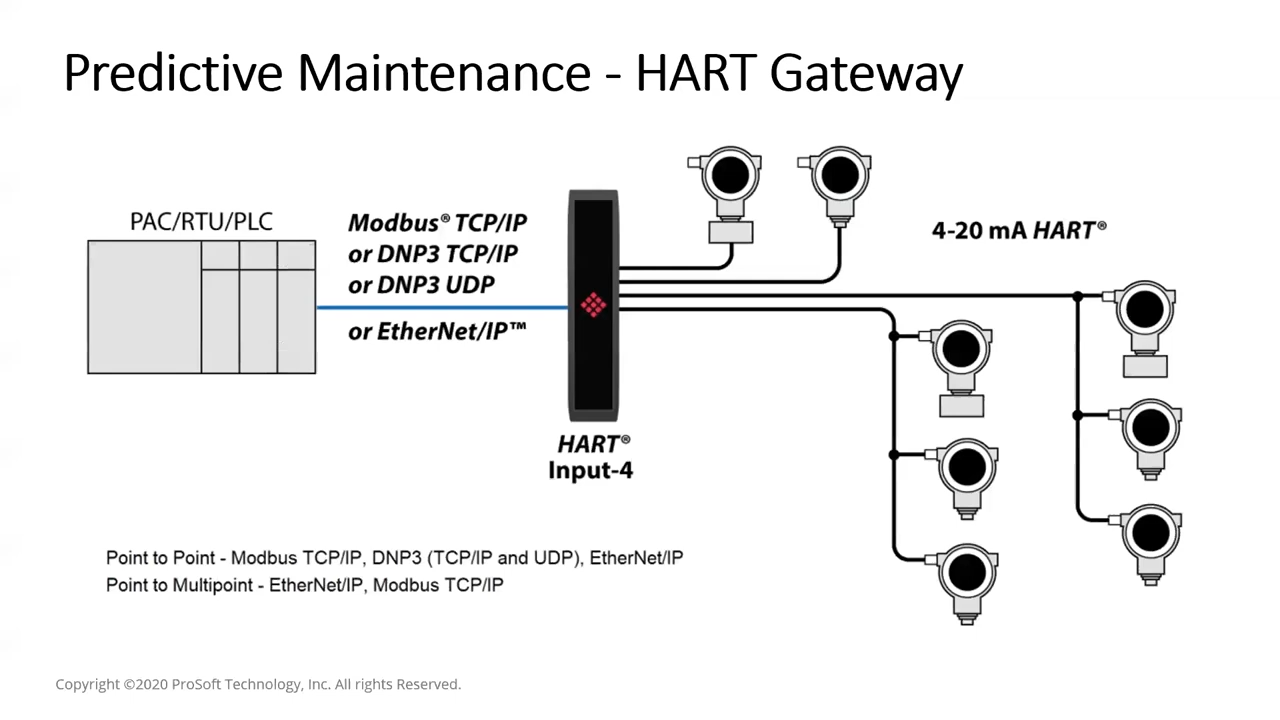 Predictive Maintenance - HART Gateway
PAC/RTU/PLC
Modbus® TCP/IP
or DNP3 TCP/IP
or DNP3 UDP
or EtherNet/IP™
4-20 mA HART®
HART®
Input-4
Point to Point - Modbus TCP/IP, DNP3 (TCP/IP and UDP), EtherNet/IP
Point to Multipoint - EtherNet/IP, Modbus TCP/IP
Copyright ©2020 ProSoft Technology, Inc. All rights Reserved.